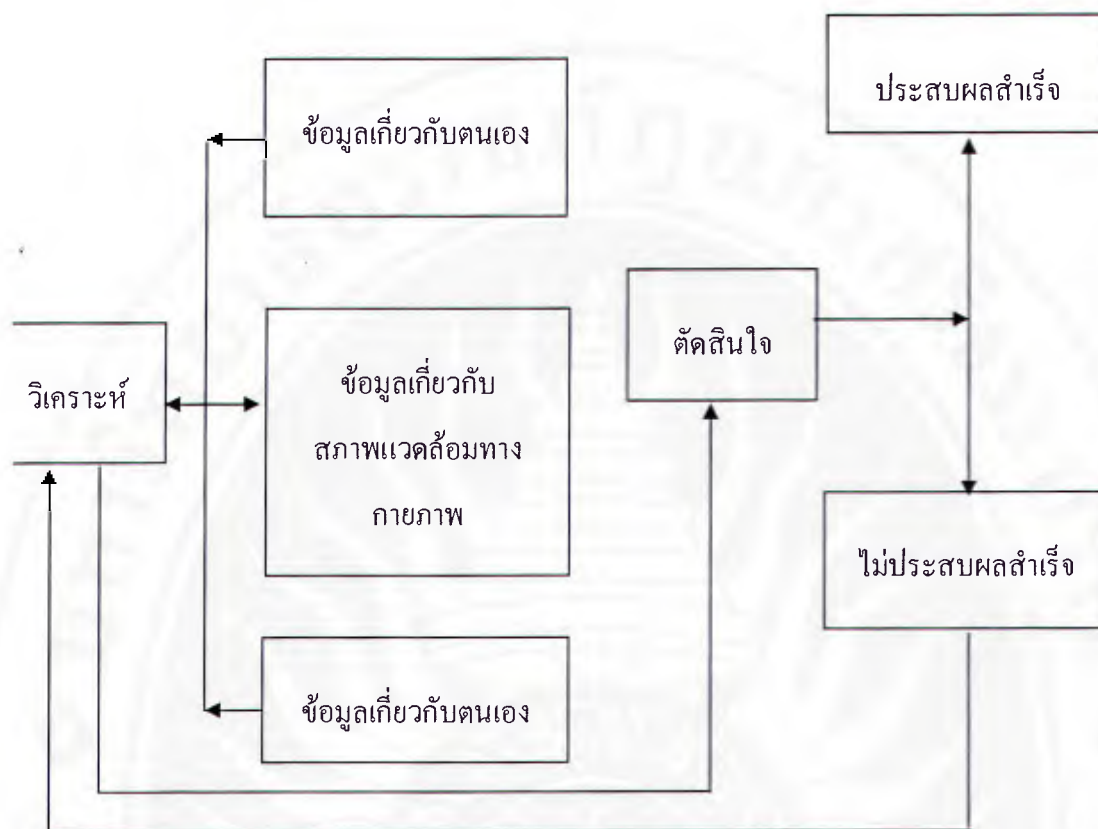 ประสบผลสำเร็จ
ข้อมูลเกี่ยวกับตนเอง
ตัดสินใจ
วิเคราะห์
ข้อมูลเกี่ยวกับ
สภาพแวดล้อมทาง
กายภาพ
ไม่ประสบผลสำเร็จ
ข้อมูลเกี่ยวกับตนเอง